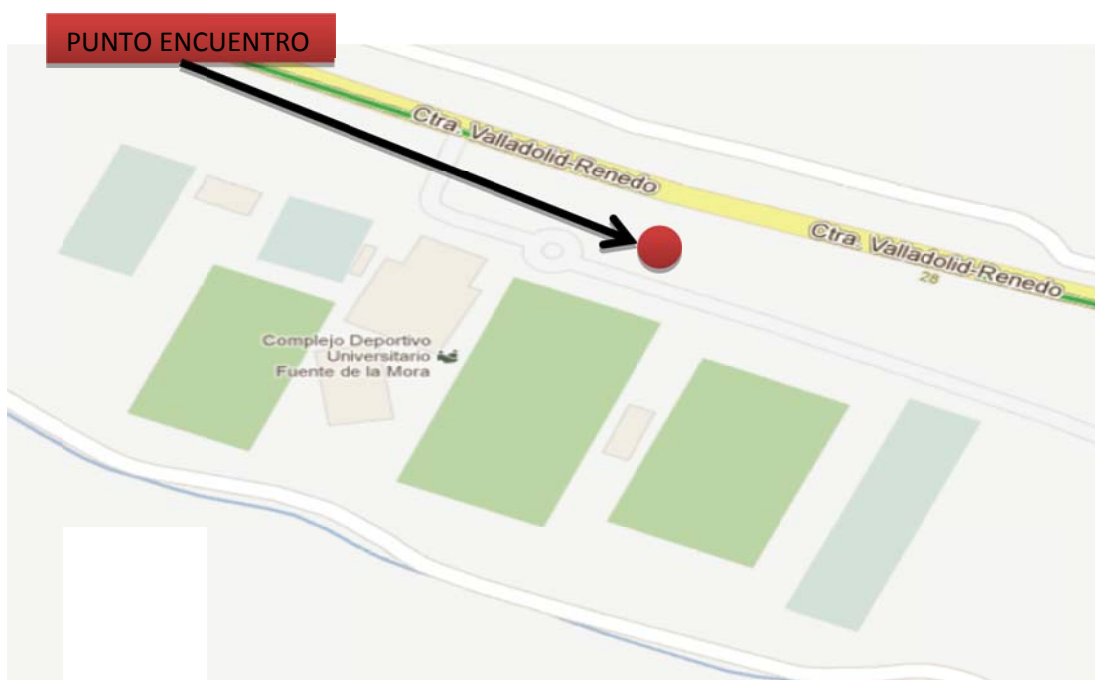 PUNTO ENCUENTRO
Ctra. Valladolid-Renedo
Ctra. Valladolid-Renedo
28
Complejo Deportivo
Universitario
Fuente de la Mora